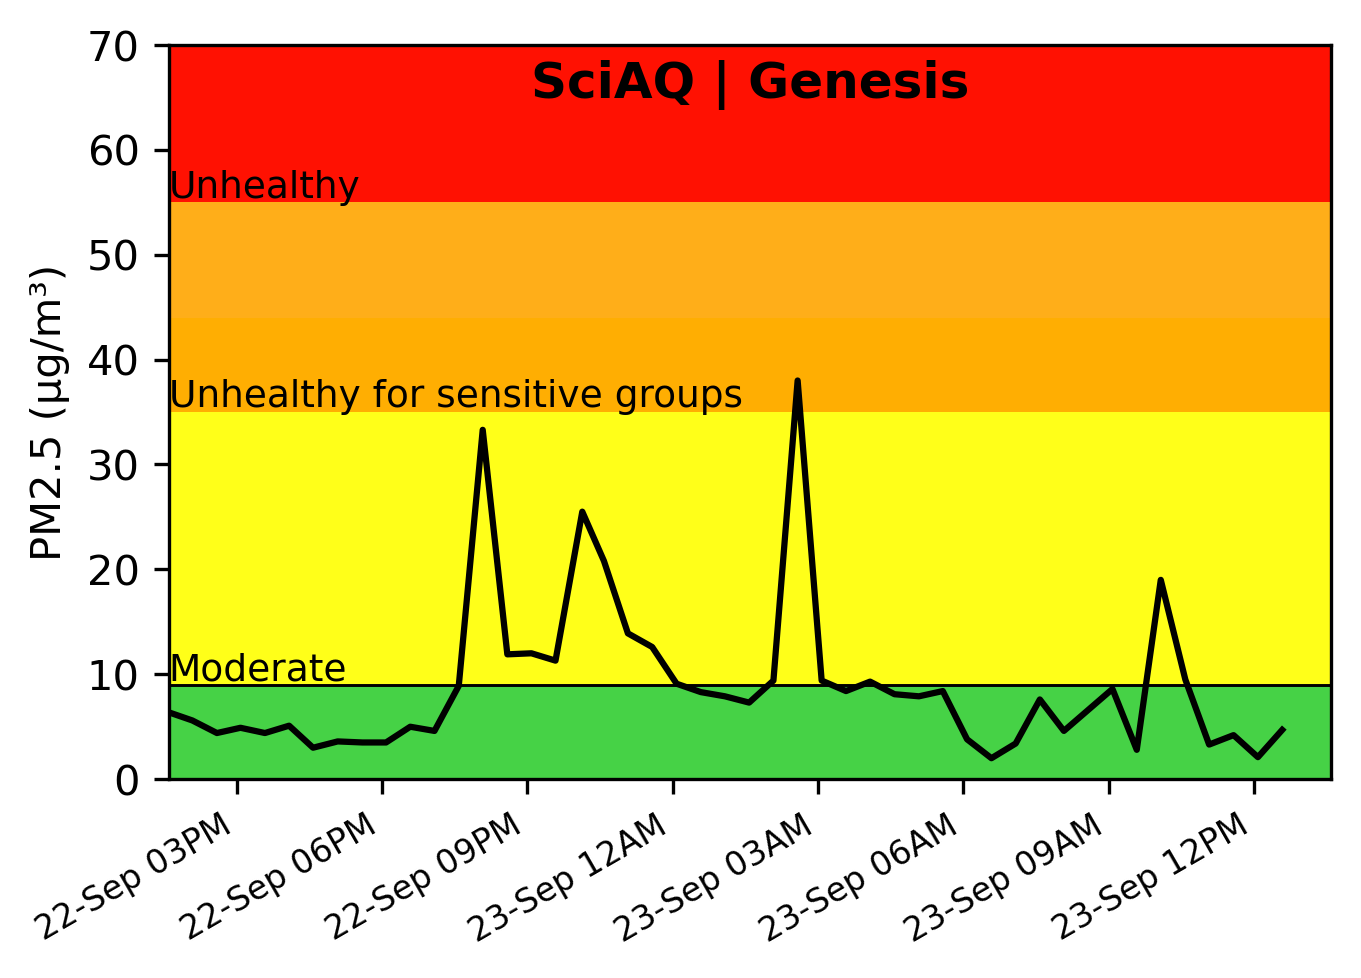 SciAQ | Genesis
70
60
50
40
30
20
10
0
PM2.5 (µg/m³)
Unhealthy
Unhealthy for sensitive groups
Moderate
22-Sep 03PM
22-Sep 06PM
22-Sep 09PM
23-Sep 12AM
23-Sep 03AM
23-Sep 06AM
23-Sep 09AM
23-Sep 12PM